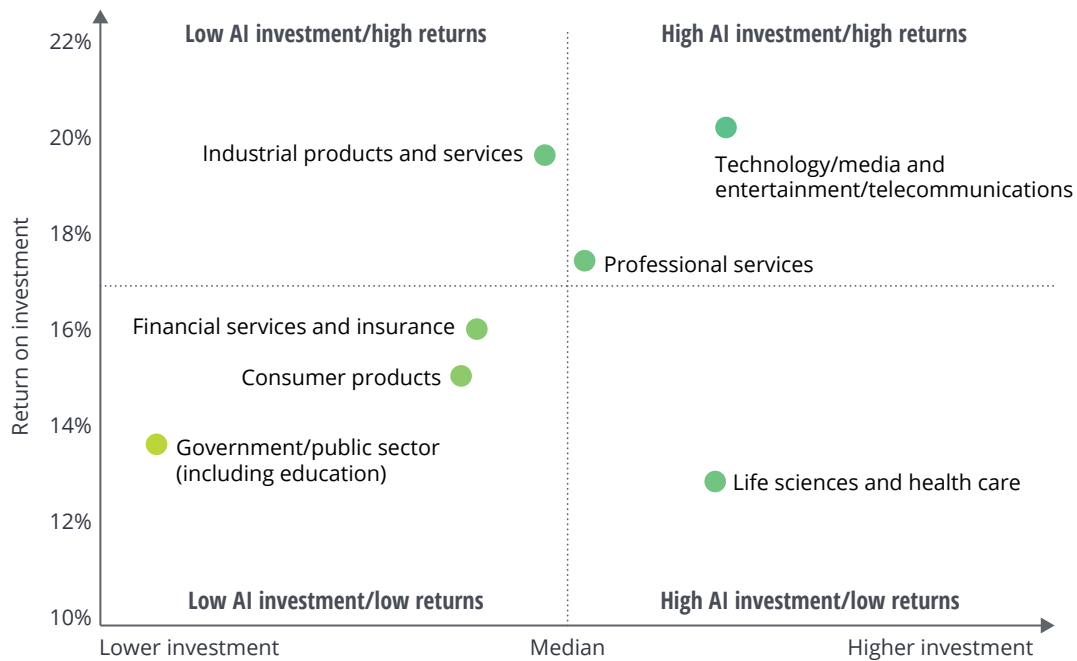 Low AI investment/high returns
High AI investment/high returns
22%
20%
18%
16%
14%
12%
10%
Return on investment
Industrial products and services
Technology/media and
entertainment/telecommunications
Professional services
Financial services and insurance
Consumer products
Government/public sector
(including education)
Life sciences and health care
Low AI investment/low returns
High AI investment/low returns
Lower investment
Median
Higher investment